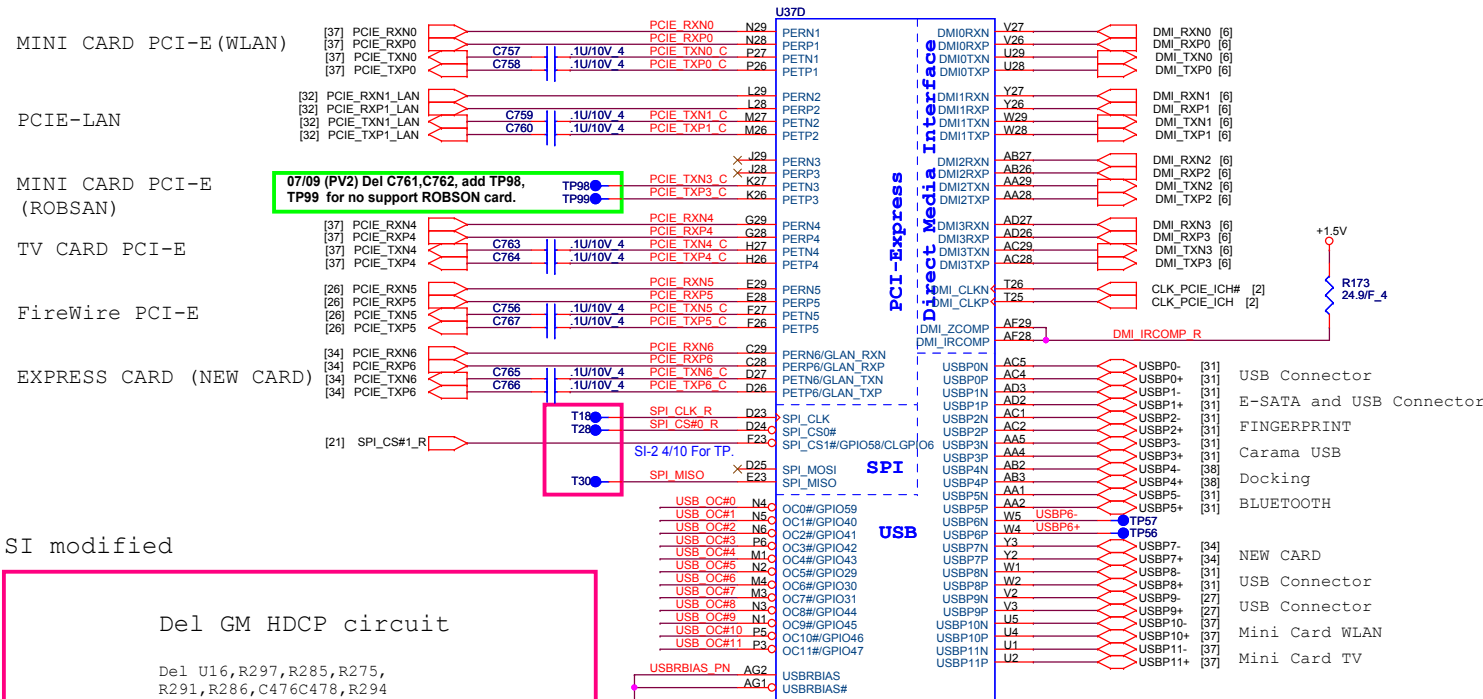 U37D
MINI CARD PCI-E(WLAN)
[37] PCIE_RXN0 PCIE_RXN0 N29 PERN1
[37] PCIE_RXP0 PCIE_RXP0 N28 PERP1
[37] PCIE_TXN0 C757 .1U/10V_4 PCIE_TXN0_C P27 PETN1
[37] PCIE_TXP0 C758 .1U/10V_4 PCIE_TXP0_C P26 PETP1
PCIE-LAN
[32] PCIE_RXN1_LAN L29 PERN2
[32] PCIE_RXP1_LAN L28 PERP2
[32] PCIE_TXN1_LAN C759 .1U/10V_4 PCIE_TXN1_C M27 PETN2
[32] PCIE_TXP1_LAN C760 .1U/10V_4 PCIE_TXP1_C M26 PETP2
MINI CARD PCI-E
(ROBSAN)
07/09 (PV2) Del C761,C762, add TP98,
TP99 for no support ROBSON card.
J29 PERN3
J28 PERP3
TP98 PCIE_TXN3_C K27 PETN3
TP99 PCIE_TXP3_C K26 PETP3
TV CARD PCI-E
[37] PCIE_RXN4 PCIE_RXN4 G29 PERN4
[37] PCIE_RXP4 PCIE_RXP4 G28 PERP4
[37] PCIE_TXN4 C763 .1U/10V_4 PCIE_TXN4_C H27 PETN4
[37] PCIE_TXP4 C764 .1U/10V_4 PCIE_TXP4_C H26 PETP4
FireWire PCI-E
[26] PCIE_RXN5 PCIE_RXN5 E29 PERN5
[26] PCIE_RXP5 PCIE_RXP5 E28 PERP5
[26] PCIE_TXN5 C756 .1U/10V_4 PCIE_TXN5_C F27 PETN5
[26] PCIE_TXP5 C767 .1U/10V_4 PCIE_TXP5_C F26 PETP5
EXPRESS CARD (NEW CARD)
[34] PCIE_RXN6 PCIE_RXN6 C29 PERN6/GLAN_RXN
[34] PCIE_RXP6 PCIE_RXP6 C28 PERP6/GLAN_RXP
[34] PCIE_TXN6 C765 .1U/10V_4 PCIE_TXN6_C D27 PETN6/GLAN_TXN
[34] PCIE_TXP6 C766 .1U/10V_4 PCIE_TXP6_C D26 PETP6/GLAN_TXP
T18 SPI_CLK_R D23 SPI_CLK
T28 SPI_CS#0_R D24 SPI_CS0#
[21] SPI_CS#1_R F23 SPI_CS1#/GPIO58/CLGPIO6
SI-2 4/10 For TP.
D25 SPI_MOSI
T30 SPI_MISO E23 SPI_MISO
SPI
USB
PCI-Express
Direct Media Interface
USB_OC#0 N4 OC0#/GPIO59
USB_OC#1 N5 OC1#/GPIO40
USB_OC#2 N6 OC2#/GPIO41
USB_OC#3 P6 OC3#/GPIO42
USB_OC#4 M1 OC4#/GPIO43
USB_OC#5 N2 OC5#/GPIO29
USB_OC#6 M4 OC6#/GPIO30
USB_OC#7 M3 OC7#/GPIO31
USB_OC#8 N3 OC8#/GPIO44
USB_OC#9 N1 OC9#/GPIO45
USB_OC#10 P5 OC10#/GPIO46
USB_OC#11 P3 OC11#/GPIO47
USBRBIAS_PN AG2 USBRBIAS
AG1 USBRBIAS#
DMI0RXN V27 DMI_RXN0 [6]
DMI0RXP V26 DMI_RXP0 [6]
DMI0TXN U29 DMI_TXN0 [6]
DMI0TXP U28 DMI_TXP0 [6]
DMI1RXN Y27 DMI_RXN1 [6]
DMI1RXP Y26 DMI_RXP1 [6]
DMI1TXN W29 DMI_TXN1 [6]
DMI1TXP W28 DMI_TXP1 [6]
DMI2RXN AB27 DMI_RXN2 [6]
DMI2RXP AB26 DMI_RXP2 [6]
DMI2TXN AA29 DMI_TXN2 [6]
DMI2TXP AA28 DMI_TXP2 [6]
DMI3RXN AD27 DMI_RXN3 [6]
DMI3RXP AD26 DMI_RXP3 [6]
DMI3TXN AC29 DMI_TXN3 [6]
DMI3TXP AC28 DMI_TXP3 [6]
DMI_CLKN T26 CLK_PCIE_ICH# [2]
DMI_CLKP T25 CLK_PCIE_ICH [2]
+1.5V
R173
24.9/F_4
DMI_ZCOMP AF29
DMI_IRCOMP AF28 DMI_IRCOMP_R
USBP0N AC5 USBP0- [31]
USBP0P AC4 USBP0+ [31] USB Connector
USBP1N AD3 USBP1- [31]
USBP1P AD2 USBP1+ [31] E-SATA and USB Connector
USBP2N AC1 USBP2- [31]
USBP2P AC2 USBP2+ [31] FINGERPRINT
USBP3N AA5 USBP3- [31]
USBP3P AA4 USBP3+ [31] Carama USB
USBP4N AB2 USBP4- [38]
USBP4P AB3 USBP4+ [38] Docking
USBP5N AA1 USBP5- [31]
USBP5P AA2 USBP5+ [31] BLUETOOTH
USBP6N W5 USBP6- TP57
USBP6P W4 USBP6+ TP56
USBP7N Y3 USBP7- [34]
USBP7P Y2 USBP7+ [34] NEW CARD
USBP8N W1 USBP8- [31]
USBP8P W2 USBP8+ [31] USB Connector
USBP9N V2 USBP9- [27]
USBP9P V3 USBP9+ [27] USB Connector
USBP10N U5 USBP10- [37]
USBP10P U4 USBP10+ [37] Mini Card WLAN
USBP11N U1 USBP11- [37]
USBP11P U2 USBP11+ [37] Mini Card TV
SI modified
Del GM HDCP circuit
Del U16,R297,R285,R275,
R291,R286,C476C478,R294